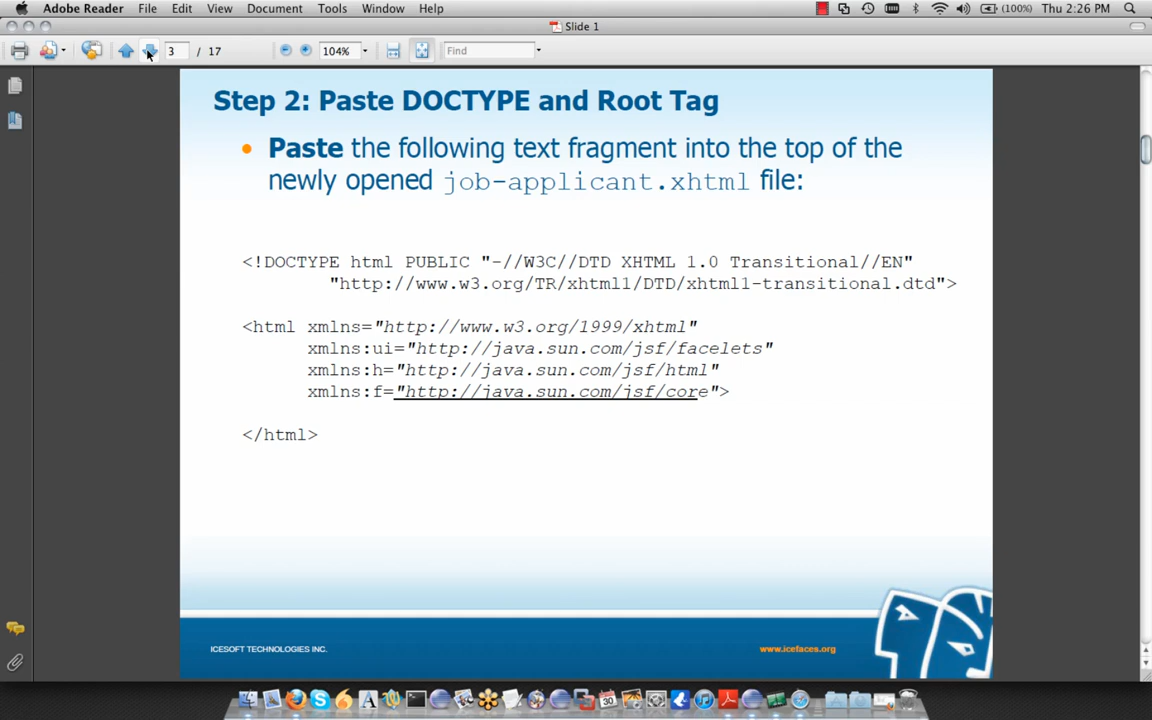 Adobe Reader File Edit View Document Tools Window Help (100%) Thu 2:26 PM
Slide 1
3 / 17 104% Find
Step 2: Paste DOCTYPE and Root Tag
Paste the following text fragment into the top of the
newly opened job-applicant.xhtml file:
<!DOCTYPE html PUBLIC "-//W3C//DTD XHTML 1.0 Transitional//EN"
"http://www.w3.org/TR/xhtml1/DTD/xhtml1-transitional.dtd">
<html xmlns="http://www.w3.org/1999/xhtml"
xmlns:ui="http://java.sun.com/jsf/facelets"
xmlns:h="http://java.sun.com/jsf/html"
xmlns:f="http://java.sun.com/jsf/core">
</html>
ICESOFT TECHNOLOGIES INC. www.icefaces.org
30